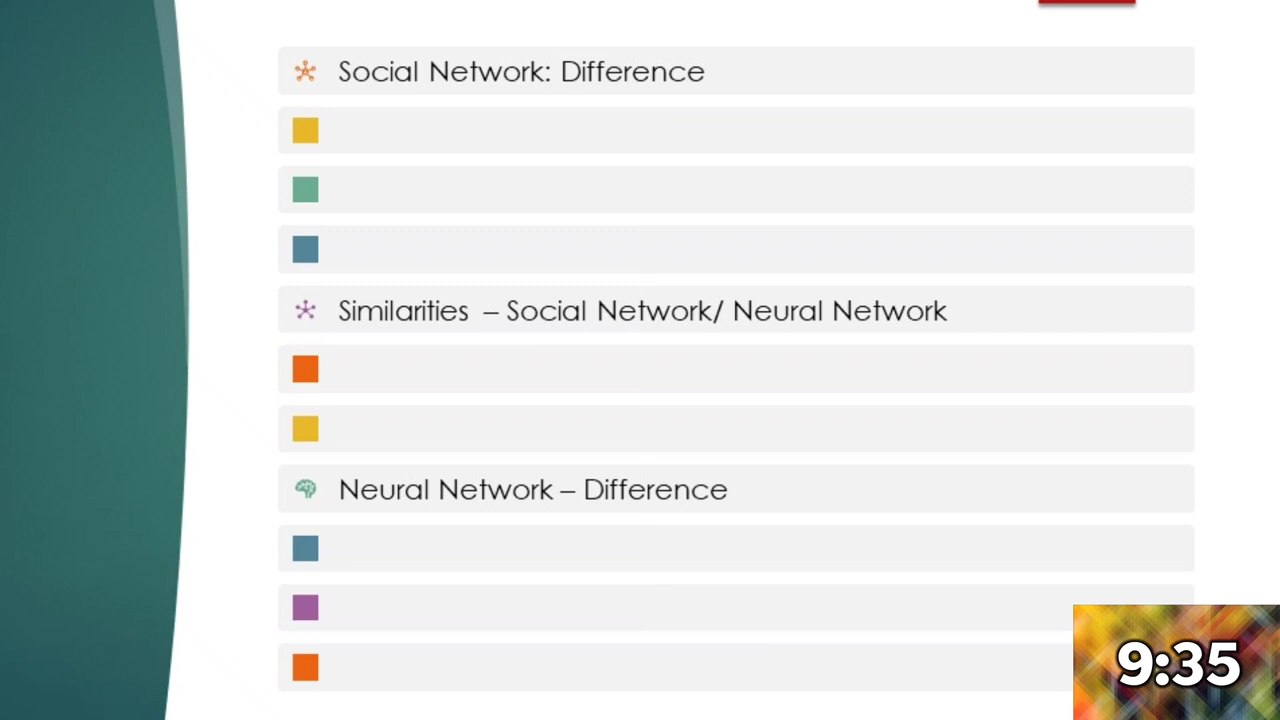 Social Network: Difference
Similarities – Social Network/ Neural Network
Neural Network – Difference
9:35